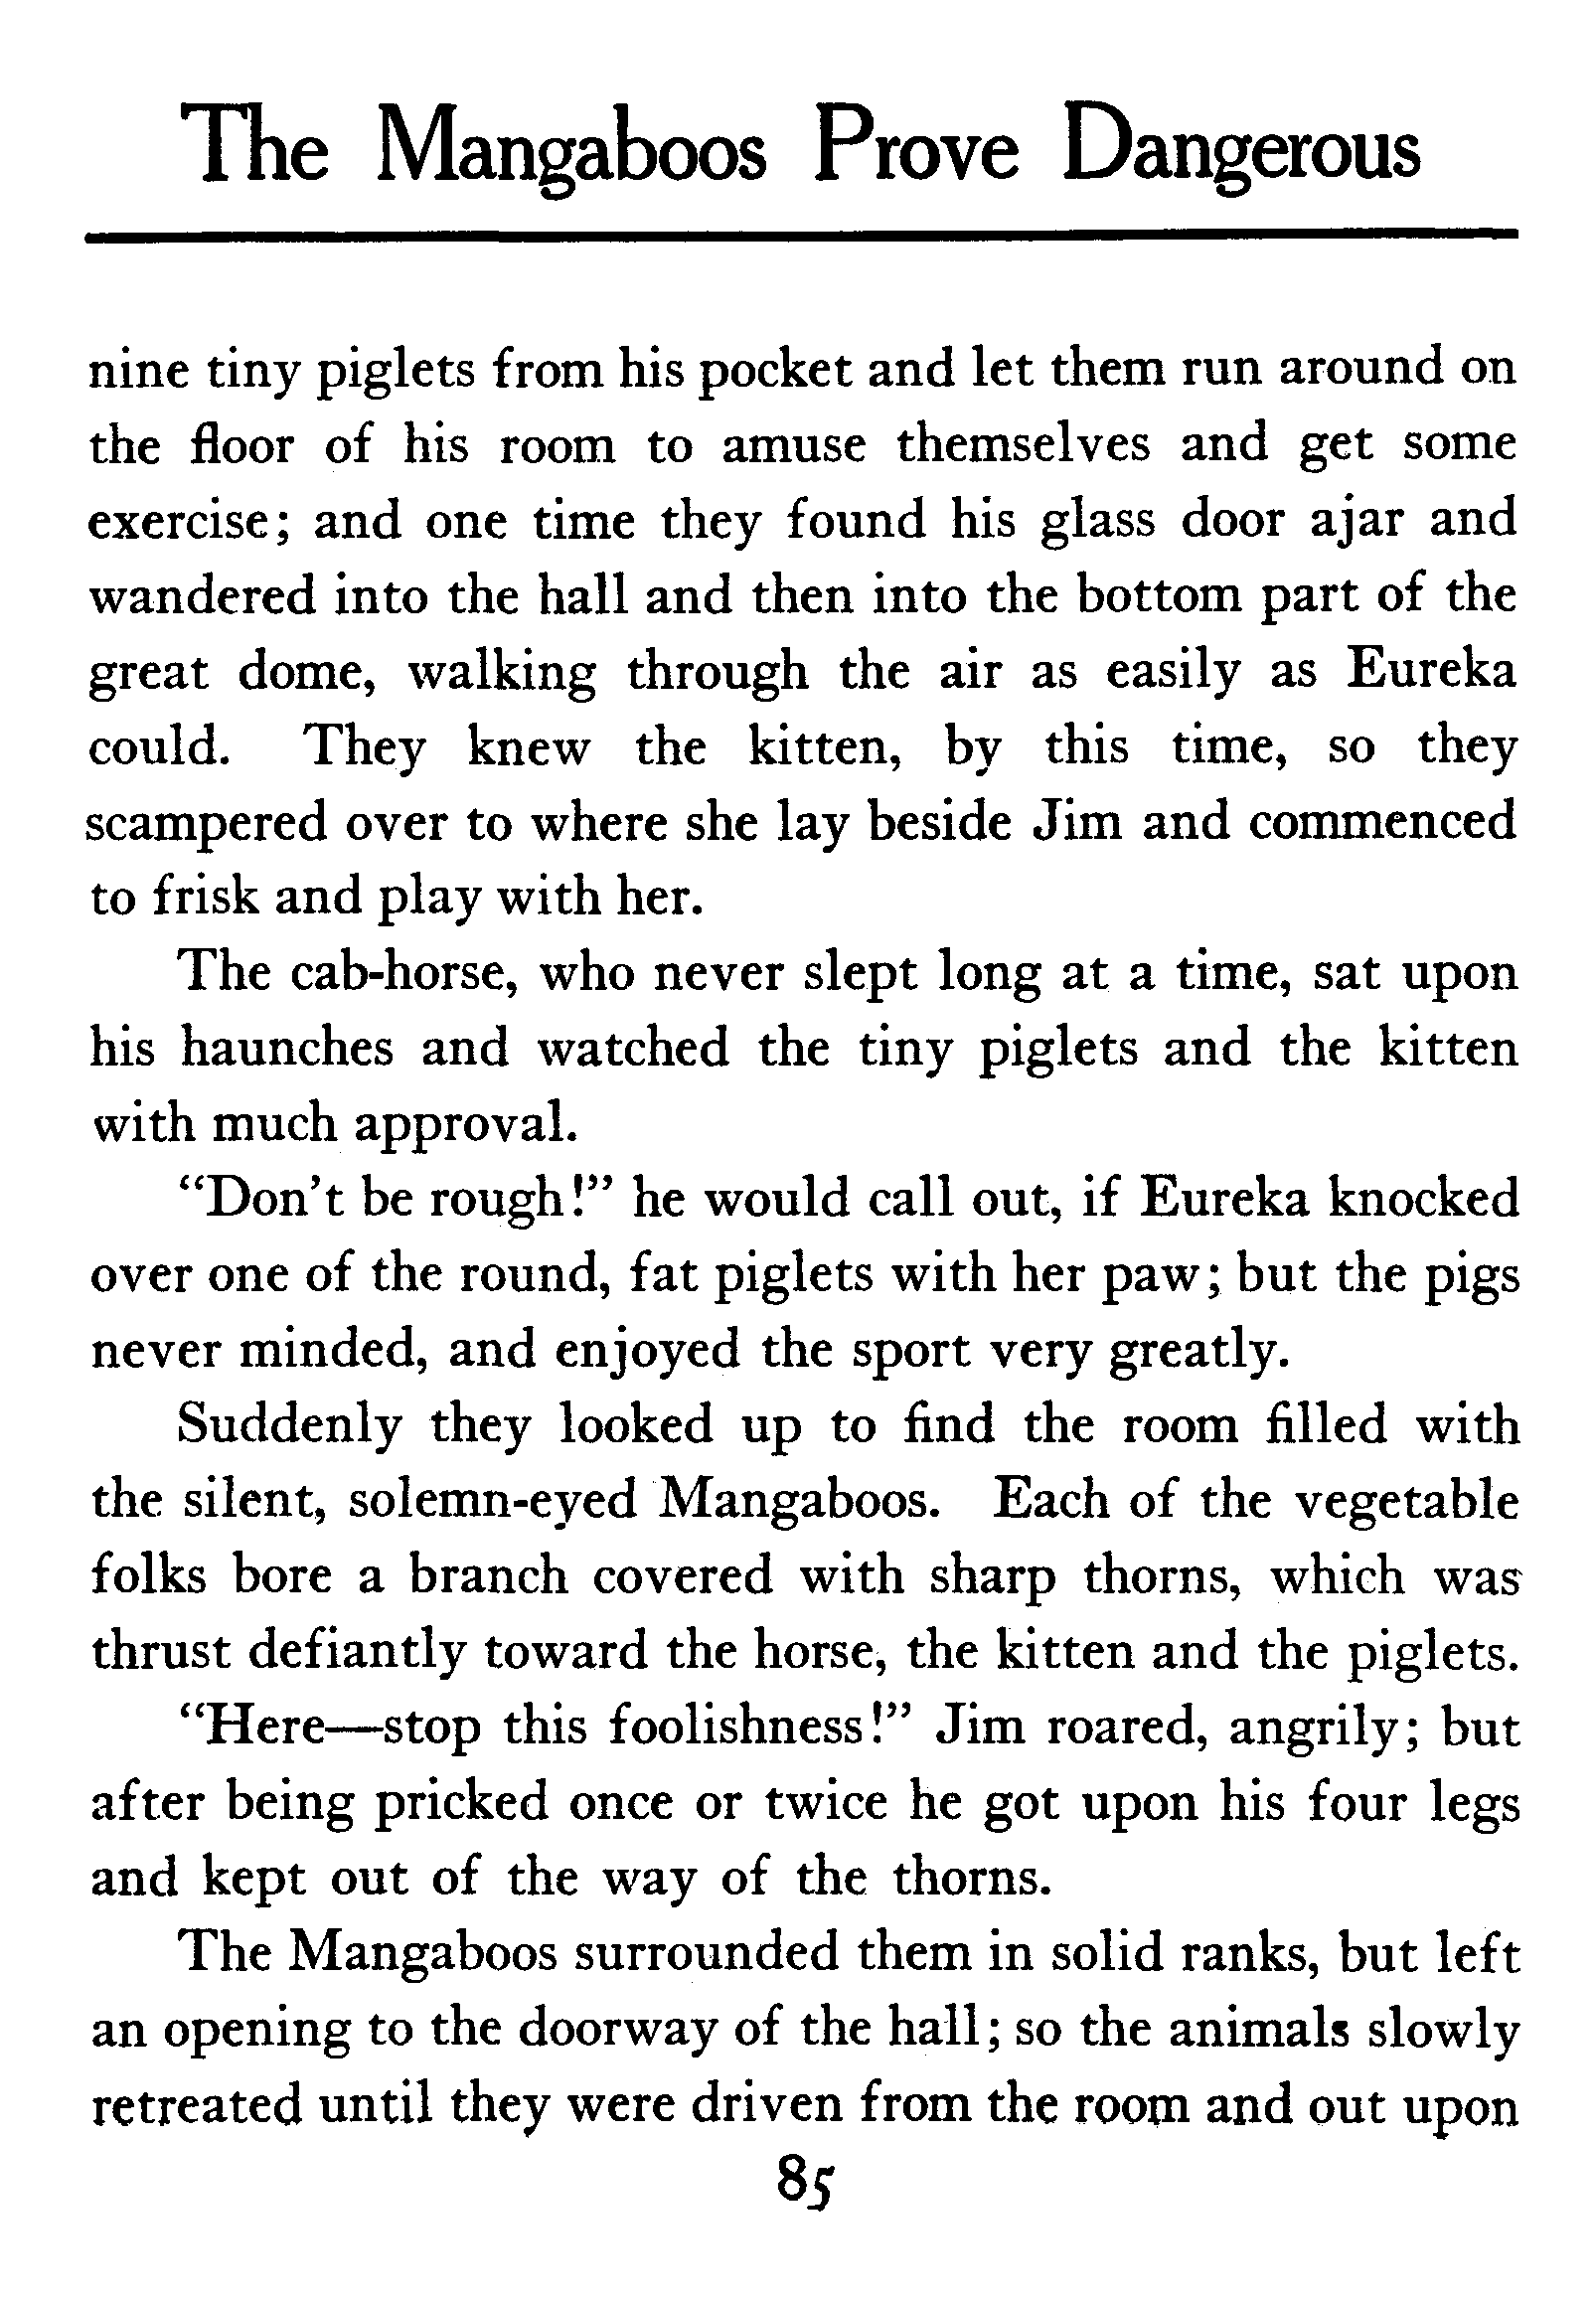 The Mangaboos Prove Dangerous
nine tiny piglets from his pocket and let them run around on
the floor of his room to amuse themselves and get some
exercise; and one time they found his glass door ajar and
wandered into the hall and then into the bottom part of the
great dome, walking through the air as easily as Eureka
could. They knew the kitten, by this time, so they
scampered over to where she lay beside Jim and commenced
to frisk and play with her.
The cab-horse, who never slept long at a time, sat upon
his haunches and watched the tiny piglets and the kitten
with much approval.
“Don’t be rough!” he would call out, if Eureka knocked
over one of the round, fat piglets with her paw; but the pigs
never minded, and enjoyed the sport very greatly.
Suddenly they looked up to find the room filled with
the silent, solemn-eyed Mangaboos. Each of the vegetable
folks bore a branch covered with sharp thorns, which was
thrust defiantly toward the horse, the kitten and the piglets.
“Here—stop this foolishness!” Jim roared, angrily; but
after being pricked once or twice he got upon his four legs
and kept out of the way of the thorns.
The Mangaboos surrounded them in solid ranks, but left
an opening to the doorway of the hall; so the animals slowly
retreated until they were driven from the room and out upon
85